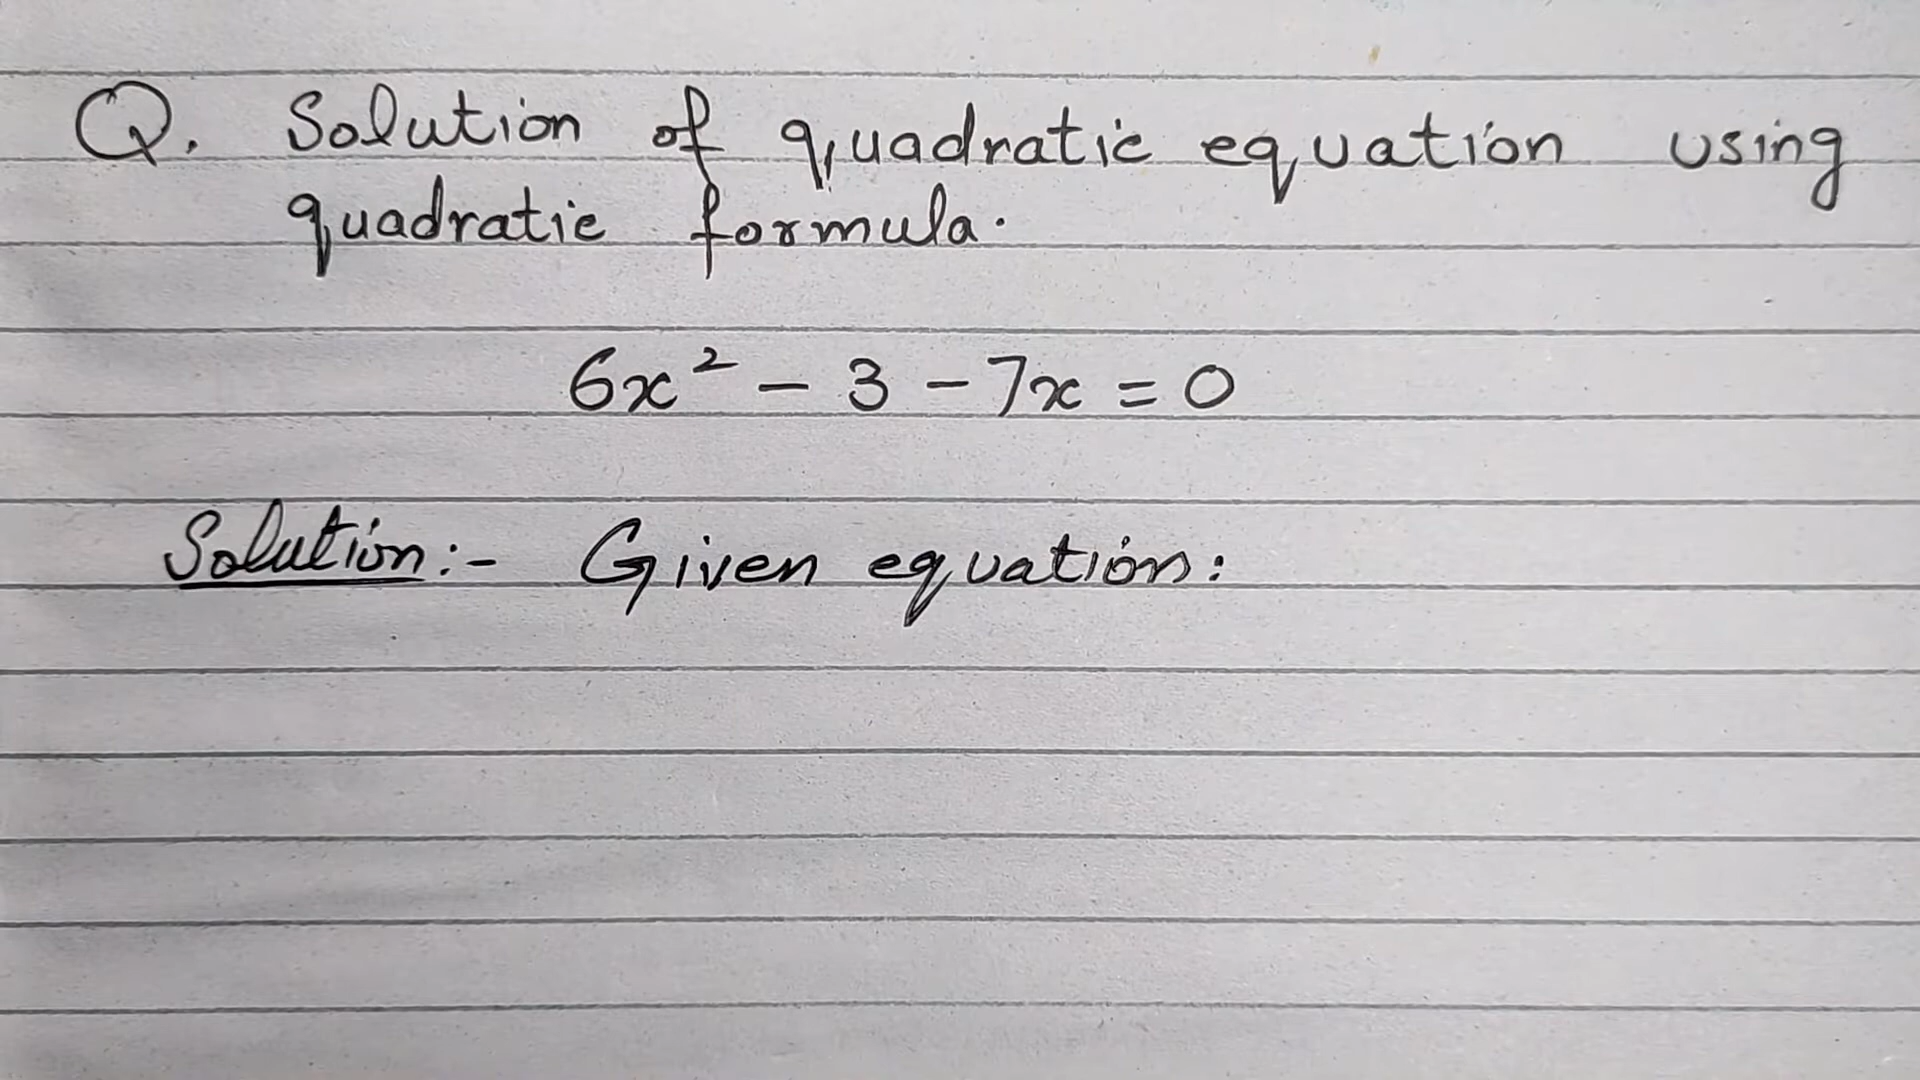 Q. Solution of quadratic equation using
quadratic formula.
6x² - 3 - 7x = 0
Solution:- Given equation: